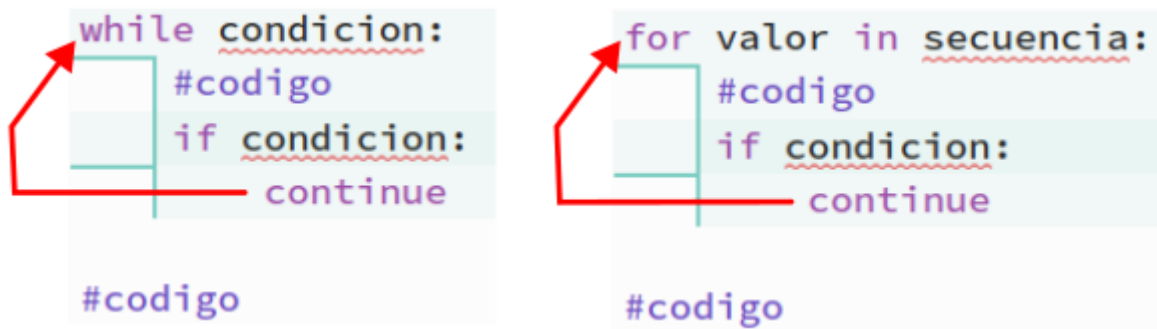 while condicion:
#codigo
if condicion:
continue
#codigo
for valor in secuencia:
#codigo
if condicion:
continue
#codigo